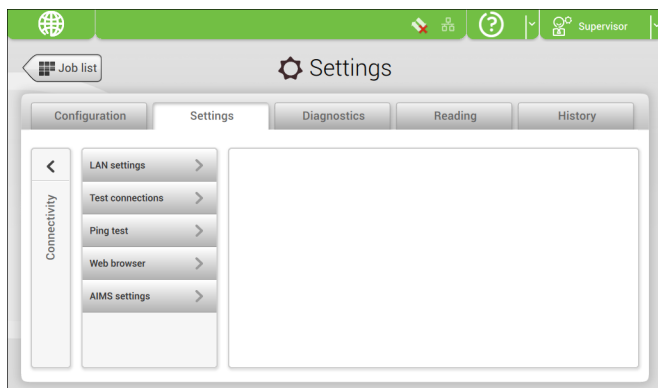 Supervisor
Job list
Settings
Configuration
Settings
Diagnostics
Reading
History
Connectivity
LAN settings
Test connections
Ping test
Web browser
AIMS settings